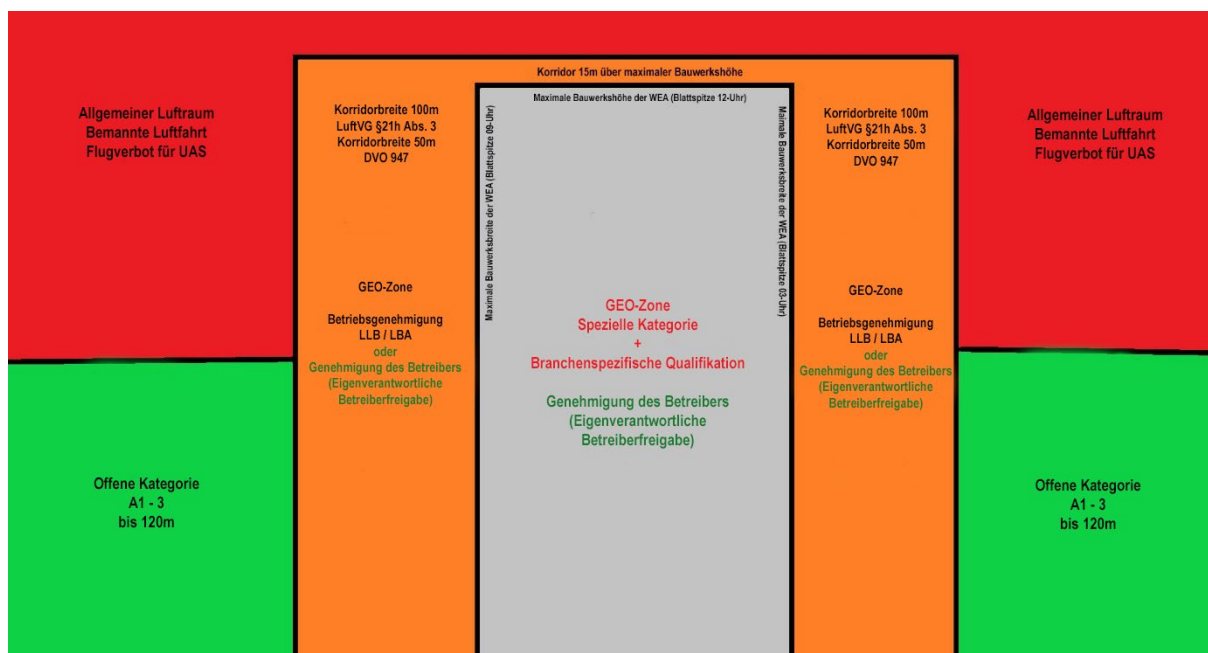 Korridor 15m über maximaler Bauwerkshöhe
Maximale Bauwerkshöhe der WEA (Blattspitze 12-Uhr)
Allgemeiner Luftraum
Bemannte Luftfahrt
Flugverbot für UAS
Korridorbreite 100m
LuftVG §21h Abs. 3
Korridorbreite 50m
DVO 947
Maximale Bauwerksbreite der WEA (Blattspitze 09-Uhr)
Maimale Bauwerksbreite der WEA (Blattspitze 03-Uhr)
Korridorbreite 100m
LuftVG §21h Abs. 3
Korridorbreite 50m
DVO 947
Allgemeiner Luftraum
Bemannte Luftfahrt
Flugverbot für UAS
GEO-Zone
Betriebsgenehmigung
LLB / LBA
oder
Genehmigung des Betreibers
(Eigenverantwortliche
Betreiberfreigabe)
GEO-Zone
Spezielle Kategorie
+
Branchenspezifische Qualifikation
Genehmigung des Betreibers
(Eigenverantwortliche
Betreiberfreigabe)
GEO-Zone
Betriebsgenehmigung
LLB / LBA
oder
Genehmigung des Betreibers
(Eigenverantwortliche
Betreiberfreigabe)
Offene Kategorie
A1 - 3
bis 120m
Offene Kategorie
A1 - 3
bis 120m